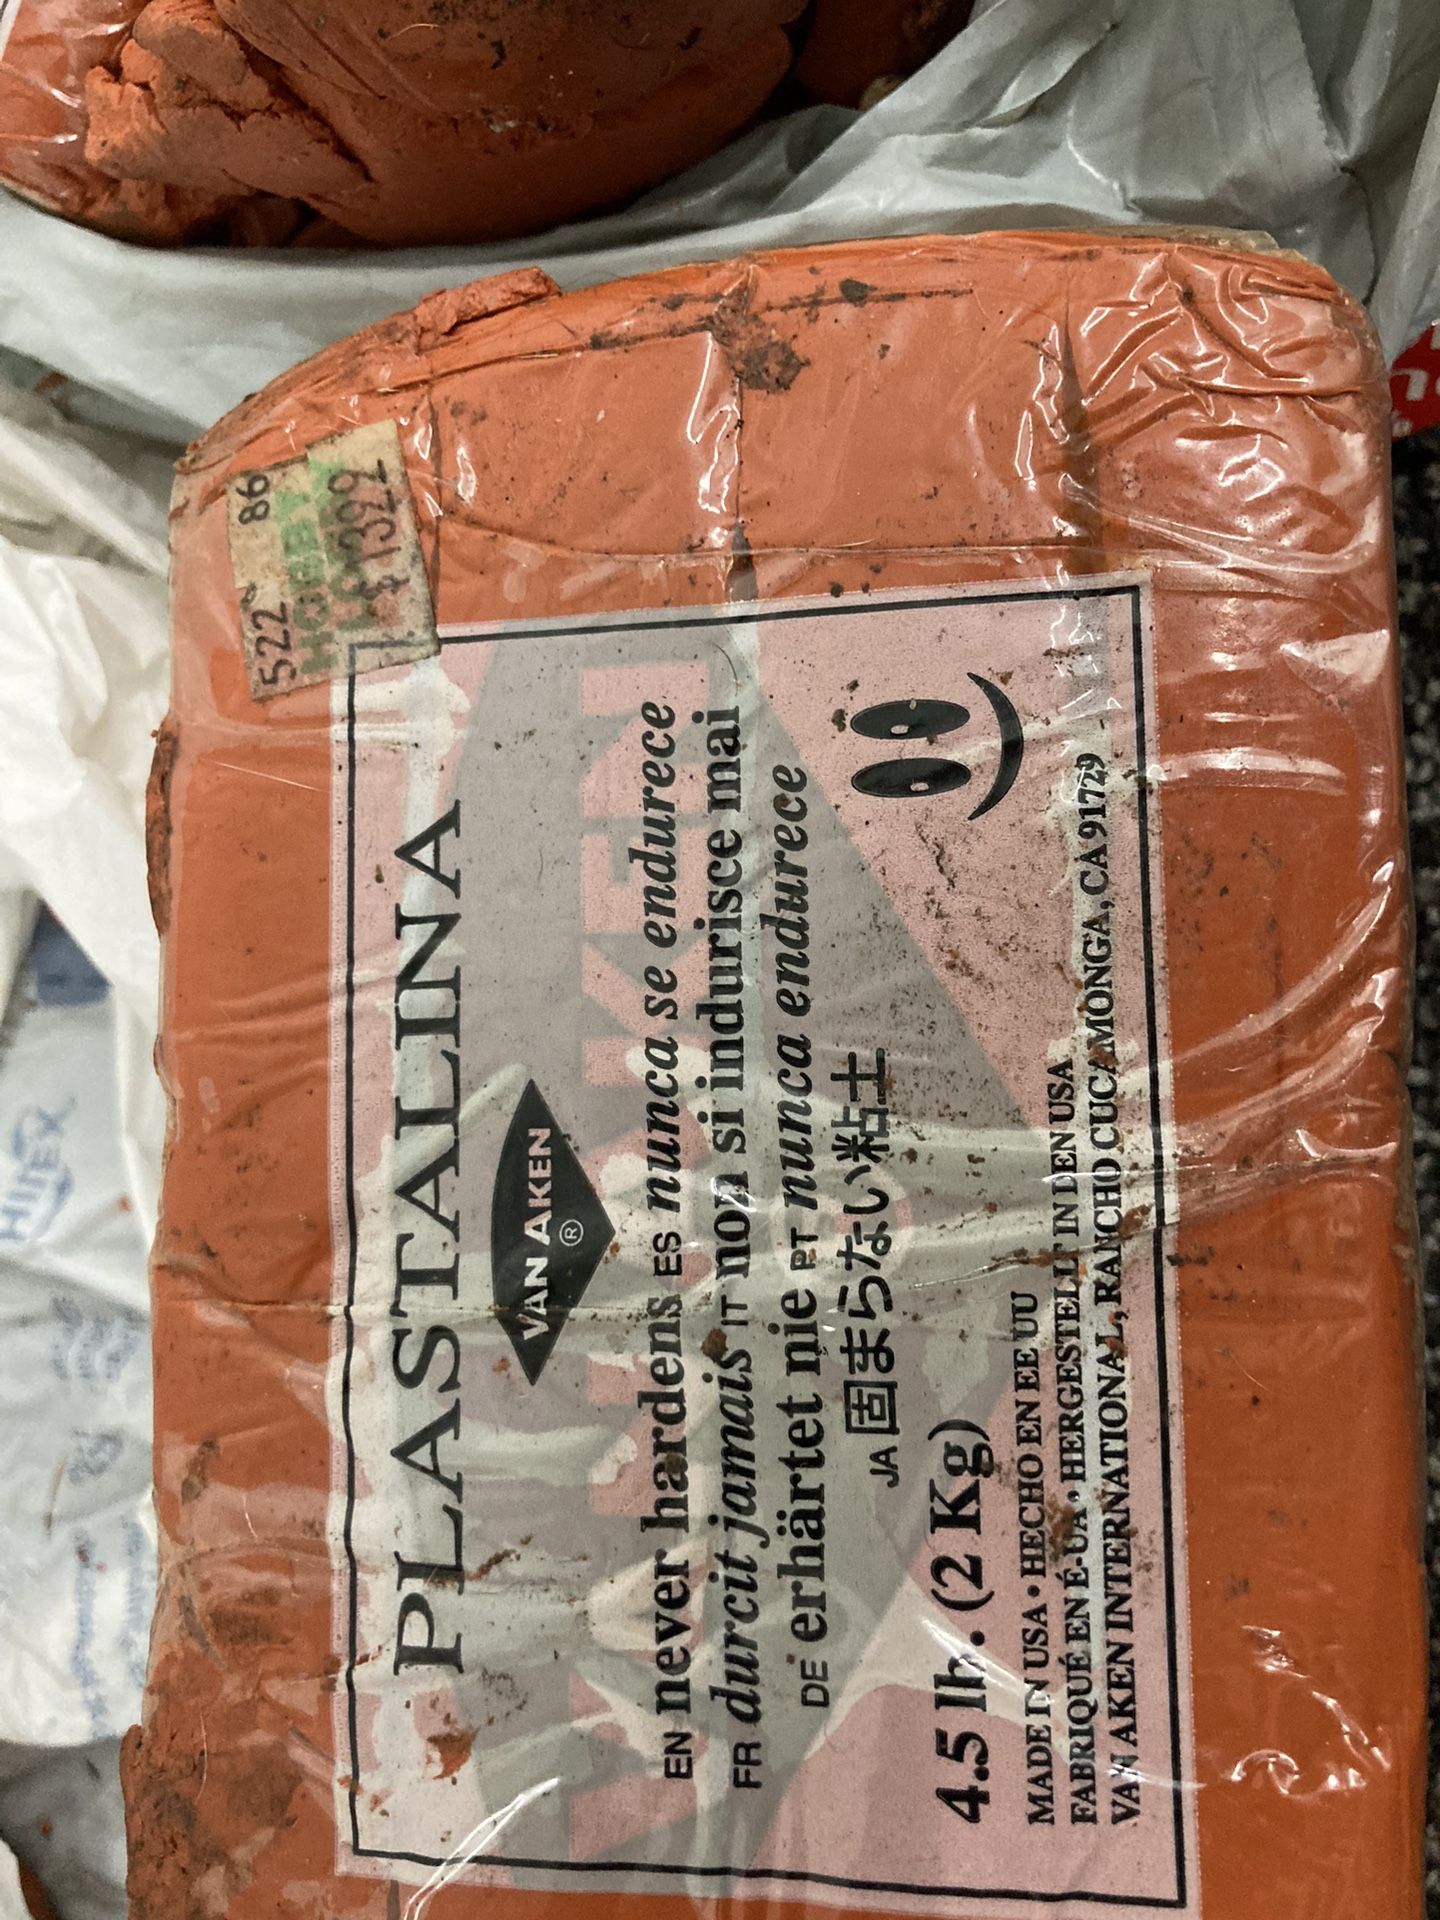 522 86
HOBBY
PLASTALINA
VAN AKEN
®
EN never hardens ES nunca se endurece
FR durcit jamais IT non si indurisce mai
DE erhärtet nie PT nunca endurece
JA 固まらない粘土
4.5 lb. (2 Kg)
MADE IN USA • HECHO EN EE UU
FABRIQUÉ EN É-UA • HERGESTELLT IN DEN USA
VAN AKEN INTERNATIONAL, RANCHO CUCAMONGA, CA 91729